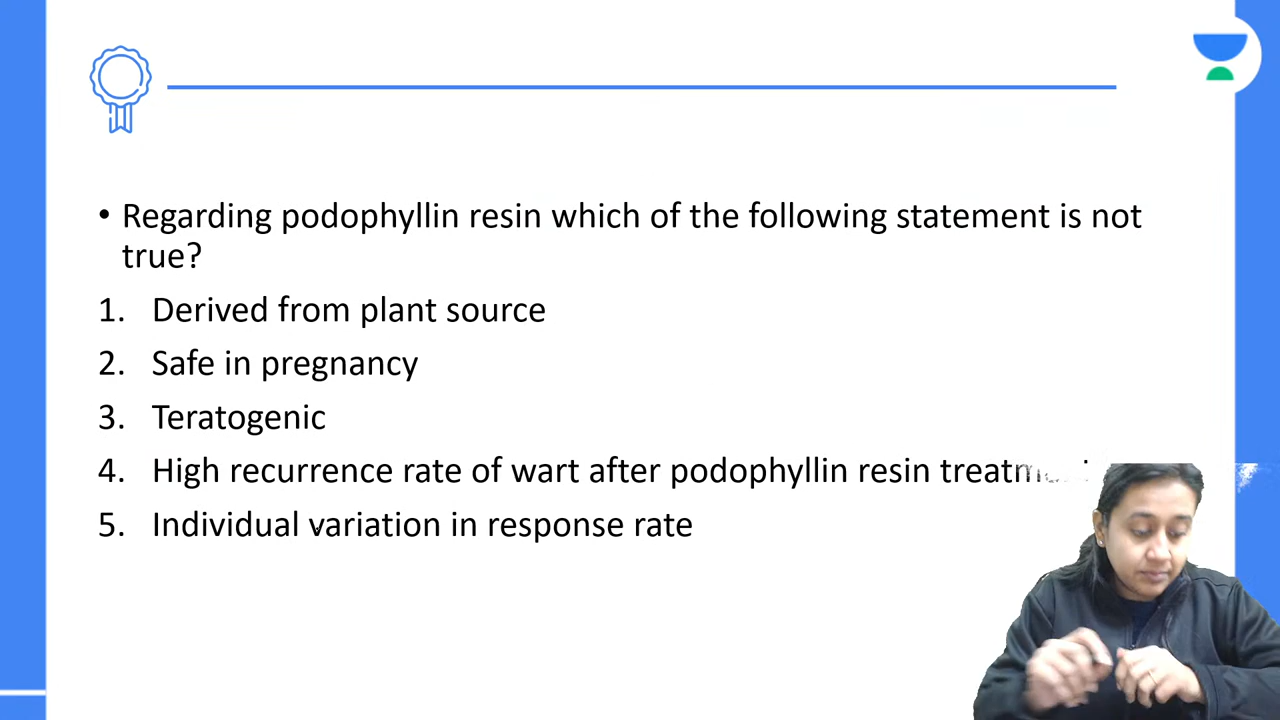 • Regarding podophyllin resin which of the following statement is not
true?
1. Derived from plant source
2. Safe in pregnancy
3. Teratogenic
4. High recurrence rate of wart after podophyllin resin
5. Individual variation in response rate